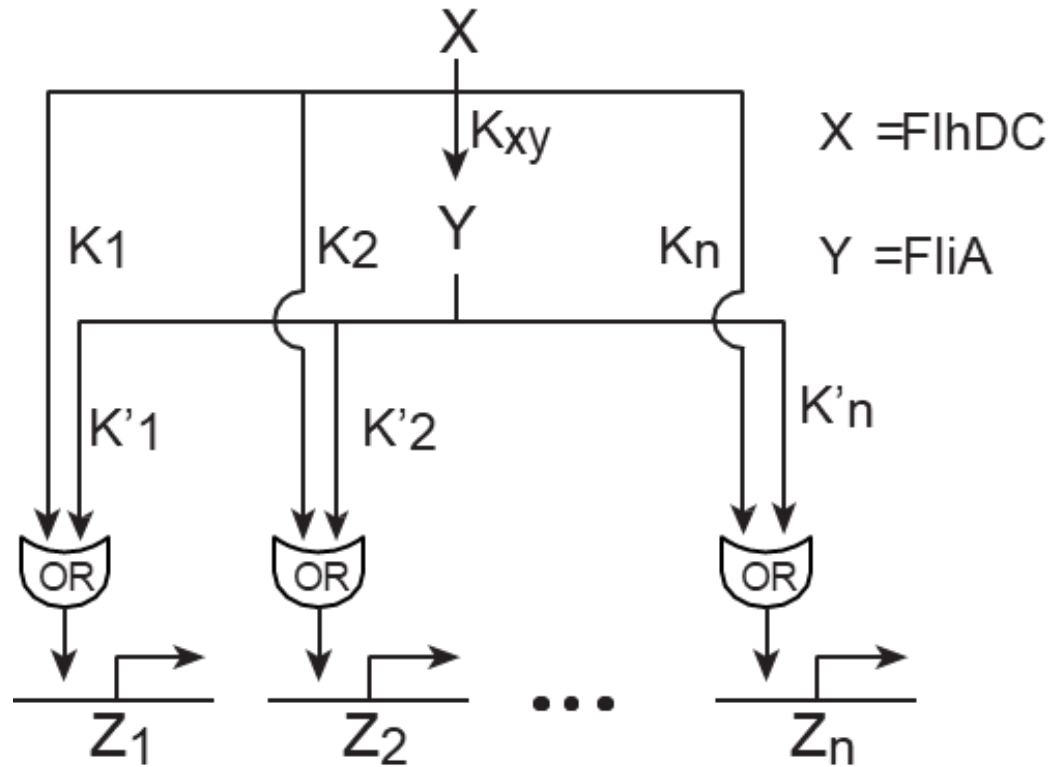 X
Kxy
X =FlhDC
K1
K2
Y
Kn
Y =FliA
K'1
K'2
K'n
OR
OR
OR
Z1
Z2
...
Zn